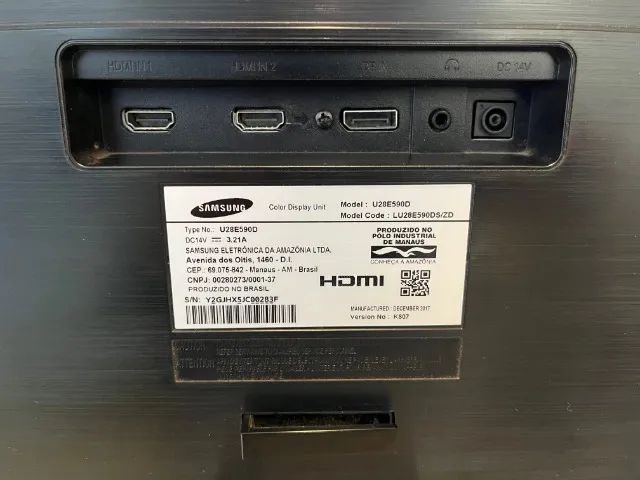 HDMI IN 1
HDMI IN 2
DP IN
DC 14V
SAMSUNG
Color Display Unit
Model : U28E590D
Model Code : LU28E590DS/ZD
Type No.: U28E590D
DC14V 3.21A
SAMSUNG ELETRÔNICA DA AMAZÔNIA LTDA.
Avenida dos Oitis, 1460 - D.I.
CEP.: 69.075-842 - Manaus - AM - Brasil
CNPJ: 00280273/0001-37
PRODUZIDO NO BRASIL
S/N: Y2GJHX5JC00283F
PRODUZIDO NO
PÓLO INDUSTRIAL
DE MANAUS
CONHEÇA A AMAZÔNIA
HDMI
MANUFACTURED : DECEMBER 2017
Version No : K807
CAUTION
ATTENTION